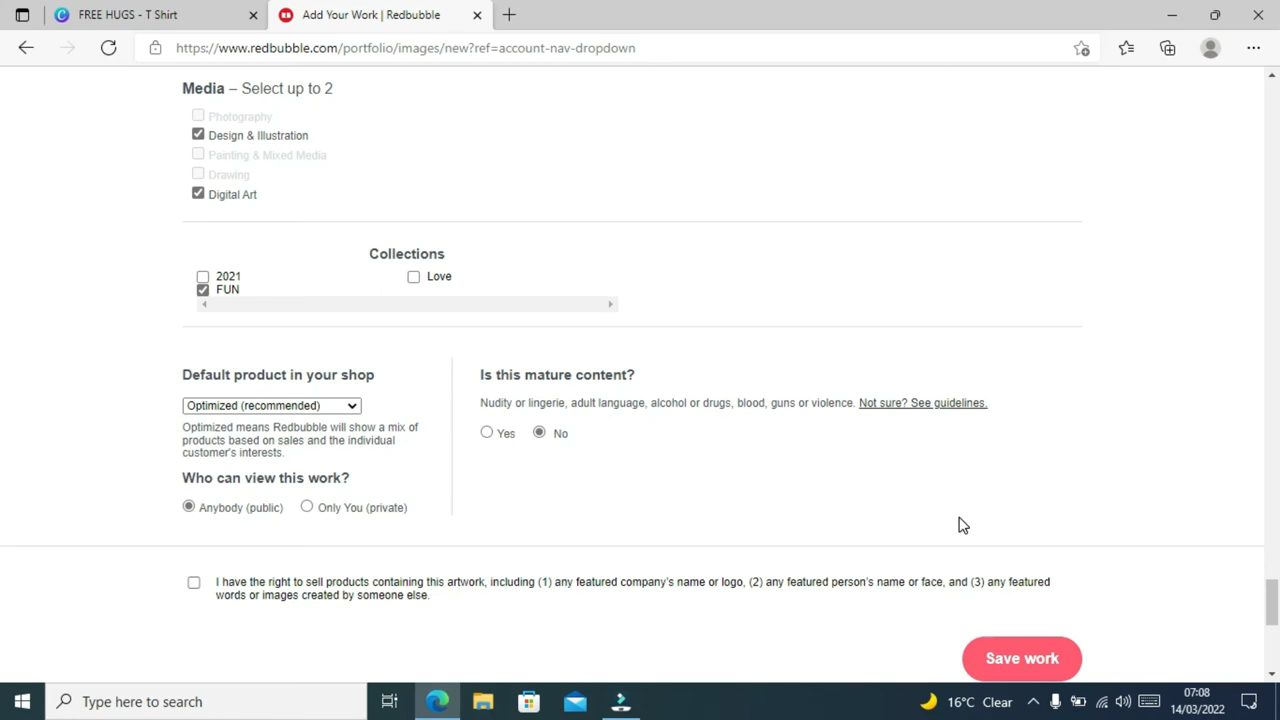 FREE HUGS - T Shirt
Add Your Work | Redbubble
https://www.redbubble.com/portfolio/images/new?ref=account-nav-dropdown
Media – Select up to 2
Photography
Design & Illustration
Painting & Mixed Media
Drawing
Digital Art
Collections
2021
Love
FUN
Default product in your shop
Optimized (recommended)
Optimized means Redbubble will show a mix of
products based on sales and the individual
customer's interests.
Who can view this work?
Anybody (public)
Only You (private)
Is this mature content?
Nudity or lingerie, adult language, alcohol or drugs, blood, guns or violence. Not sure? See guidelines.
Yes
No
I have the right to sell products containing this artwork, including (1) any featured company's name or logo, (2) any featured person's name or face, and (3) any featured
words or images created by someone else.
Save work
Type here to search
16°C Clear
07:08
14/03/2022